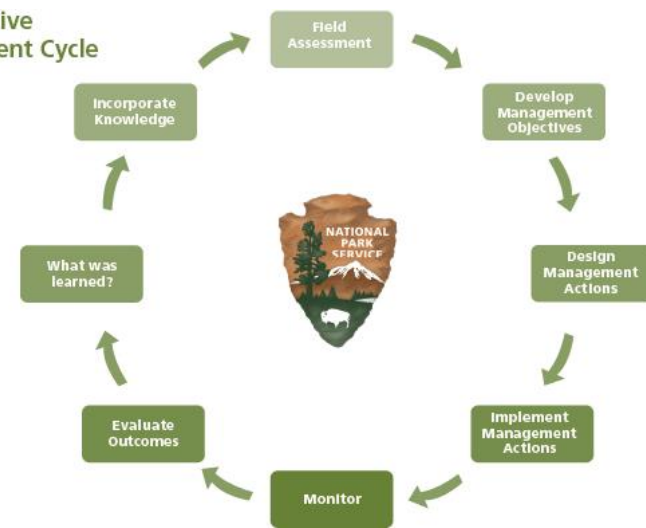 ive
ent Cycle
Field
Assessment
Develop
Management
Objectives
Design
Management
Actions
Implement
Management
Actions
Monitor
Evaluate
Outcomes
What was
learned?
Incorporate
Knowledge
NATIONAL
PARK
SERVICE